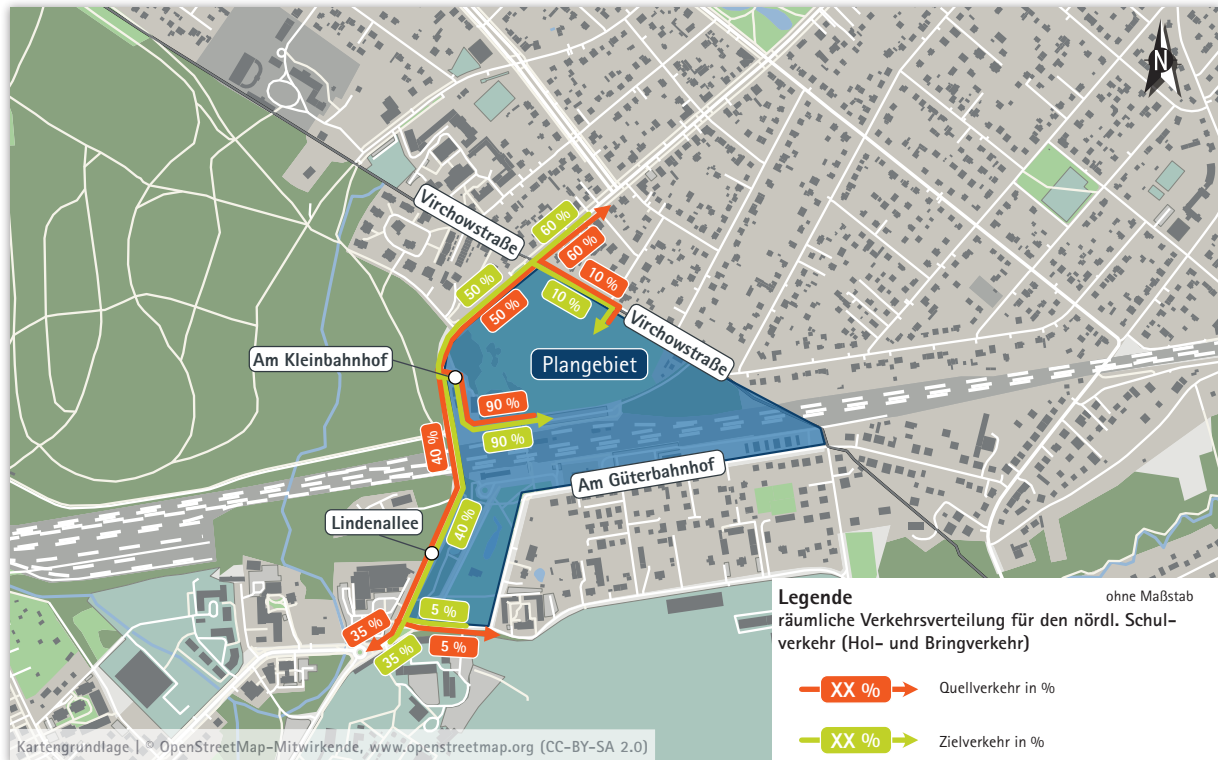 N
Virchowstraße
60 %
60 %
10 %
10 %
50 %
50 %
Virchowstraße
Plangebiet
Am Kleinbahnhof
90 %
90 %
40 %
Am Güterbahnhof
Lindenallee
40 %
5 %
5 %
35 %
35 %
Legende
ohne Maßstab
räumliche Verkehrsverteilung für den nördl. Schul-
verkehr (Hol- und Bringverkehr)
XX %
Quellverkehr in %
XX %
Zielverkehr in %
Kartengrundlage | © OpenStreetMap-Mitwirkende, www.openstreetmap.org (CC-BY-SA 2.0)